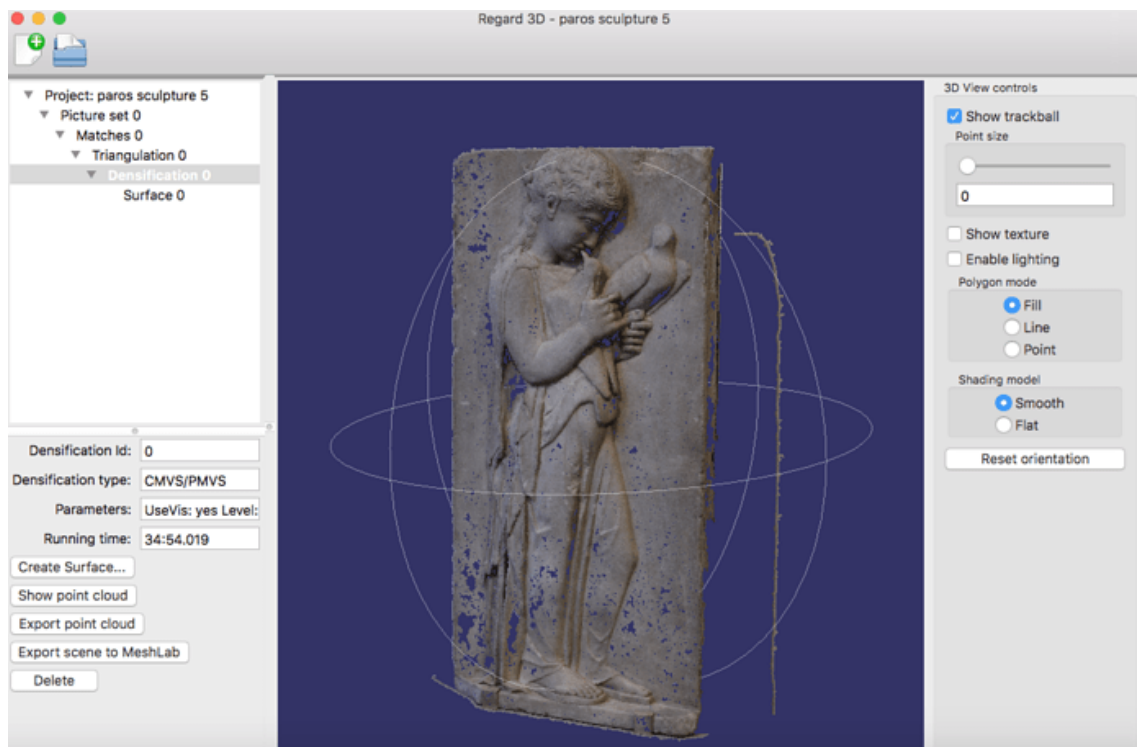 Regard 3D - paros sculpture 5
Project: paros sculpture 5
Picture set 0
Matches 0
Triangulation 0
Densification 0
Surface 0
Densification Id: 0
Densification type: CMVS/PMVS
Parameters: UseVis: yes Level:
Running time: 34:54.019
Create Surface...
Show point cloud
Export point cloud
Export scene to MeshLab
Delete
3D View controls
Show trackball
Point size
0
Show texture
Enable lighting
Polygon mode
Fill
Line
Point
Shading model
Smooth
Flat
Reset orientation